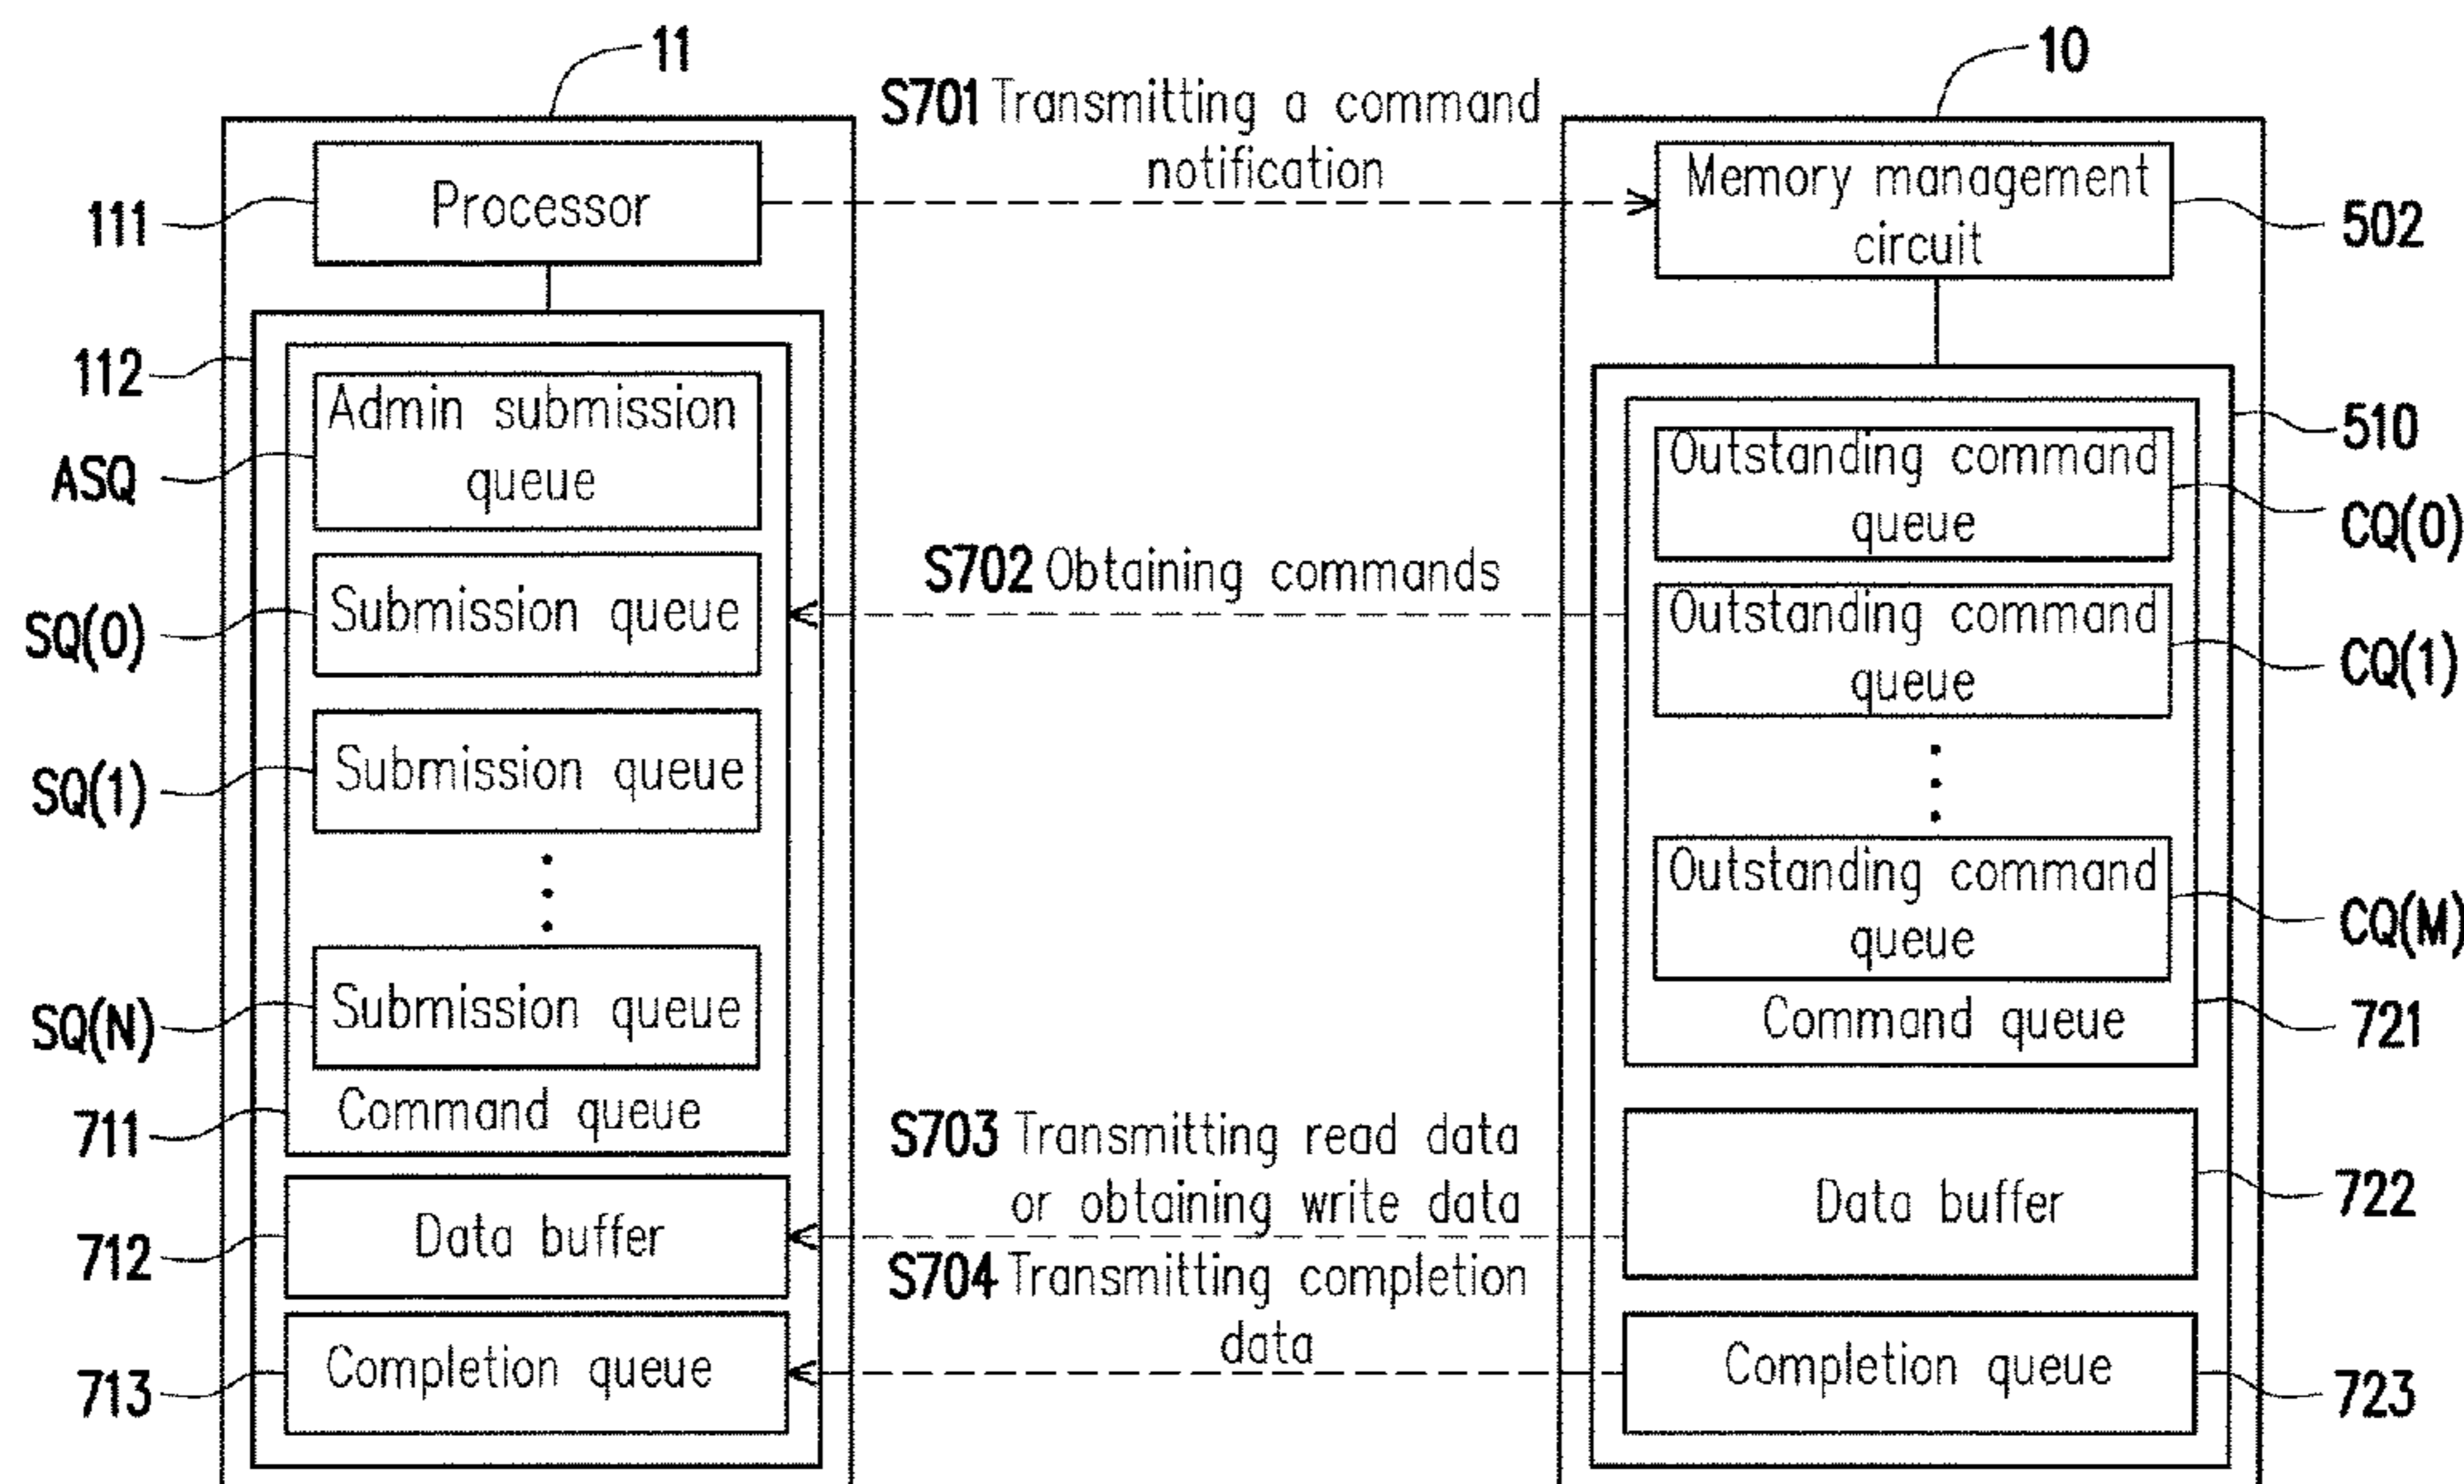 11
10
S701 Transmitting a command
notification
Processor
111
Memory management
circuit
502
112
Admin submission
queue
ASQ
510
Outstanding command
queue
CQ(0)
S702 Obtaining commands
Submission queue
SQ(0)
Outstanding command
queue
CQ(1)
Submission queue
SQ(1)
Outstanding command
queue
CQ(M)
Submission queue
SQ(N)
Command queue
721
Command queue
711
S703 Transmitting read data
or obtaining write data
Data buffer
712
Data buffer
722
S704 Transmitting completion
data
Completion queue
713
Completion queue
723